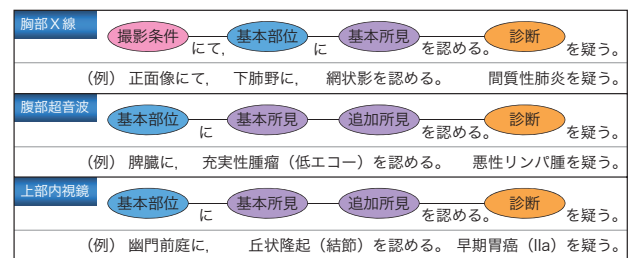 胸部X線
撮影条件 にて, 基本部位 に 基本所見 を認める。 診断 を疑う。
(例) 正面像にて, 下肺野に, 網状影を認める。 間質性肺炎を疑う。
腹部超音波
基本部位 に 基本所見 追加所見 を認める。 診断 を疑う。
(例) 脾臓に, 充実性腫瘤(低エコー)を認める。 悪性リンパ腫を疑う。
上部内視鏡
基本部位 に 基本所見 追加所見 を認める。 診断 を疑う。
(例) 幽門前庭に, 丘状隆起(結節)を認める。 早期胃癌(IIa)を疑う。